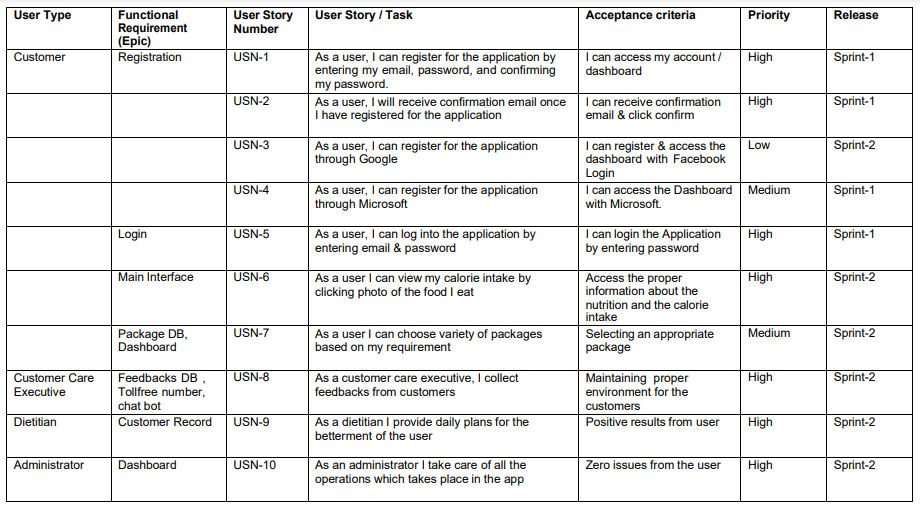 User Type Functional Requirement (Epic) User Story Number User Story / Task Acceptance criteria Priority Release
Customer Registration USN-1 As a user, I can register for the application by entering my email, password, and confirming my password. I can access my account / dashboard High Sprint-1
USN-2 As a user, I will receive confirmation email once I have registered for the application I can receive confirmation email & click confirm High Sprint-1
USN-3 As a user, I can register for the application through Google I can register & access the dashboard with Facebook Login Low Sprint-2
USN-4 As a user, I can register for the application through Microsoft I can access the Dashboard with Microsoft. Medium Sprint-1
Login USN-5 As a user, I can log into the application by entering email & password I can login the Application by entering password High Sprint-1
Main Interface USN-6 As a user I can view my calorie intake by clicking photo of the food I eat Access the proper information about the nutrition and the calorie intake High Sprint-2
Package DB, Dashboard USN-7 As a user I can choose variety of packages based on my requirement Selecting an appropriate package Medium Sprint-2
Customer Care Executive Feedbacks DB , Tollfree number, chat bot USN-8 As a customer care executive, I collect feedbacks from customers Maintaining proper environment for the customers High Sprint-2
Dietitian Customer Record USN-9 As a dietitian I provide daily plans for the betterment of the user Positive results from user High Sprint-2
Administrator Dashboard USN-10 As an administrator I take care of all the operations which takes place in the app Zero issues from the user High Sprint-2